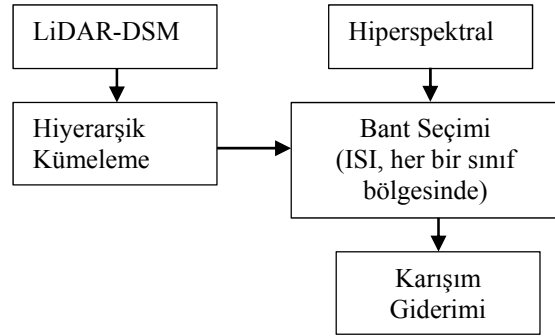 LiDAR-DSM
Hiperspektral
Hiyerarşik
Kümeleme
Bant Seçimi
(ISI, her bir sınıf
bölgesinde)
Karışım
Giderimi